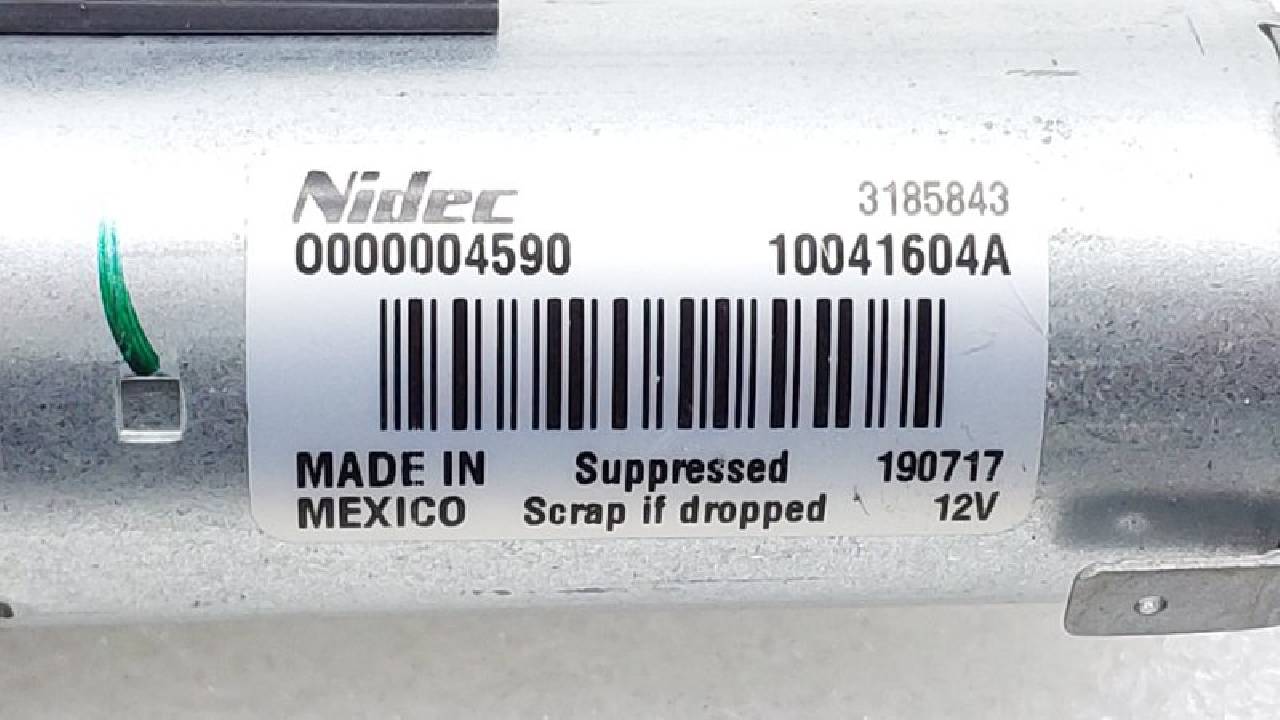 Nidec 3185843
0000004590 10041604A
MADE IN Suppressed 190717
MEXICO Scrap if dropped 12V